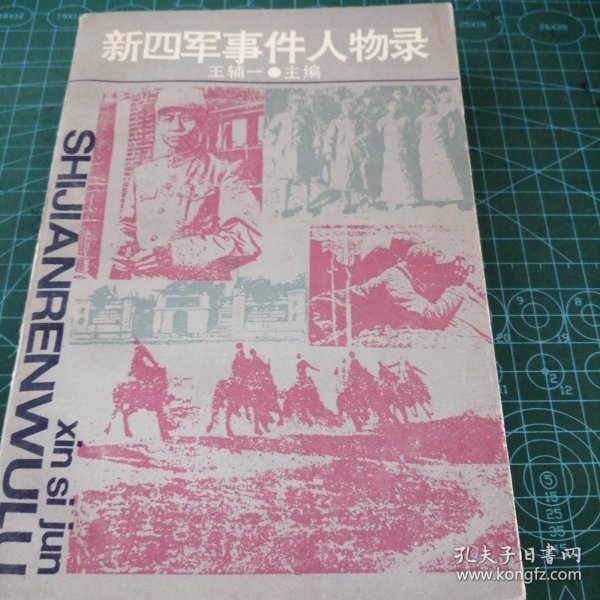 新四军事件人物录
王辅一●主编
SHIJIANRENWULU
xin si jun
孔夫子旧书网
www.kongfz.com